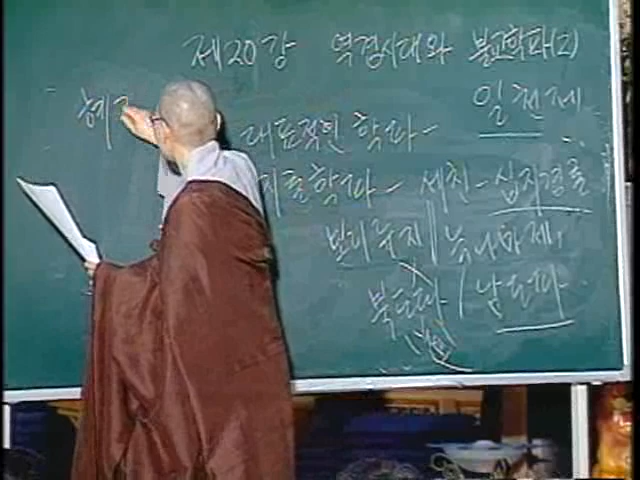 제20강 역경시대와 불교학파(2)
일천제
혜
대표적인 학파 -
지론학파 - 세친 - 십지경론
보리류지 || 늑나마제,
북도파 / 남도파